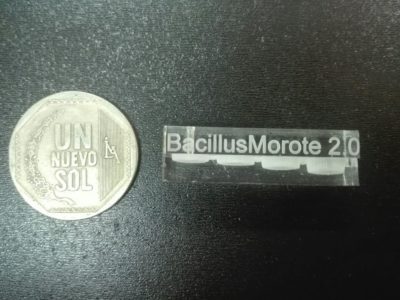 UN
NUEVO
SOL
BacillusMorote 2.0